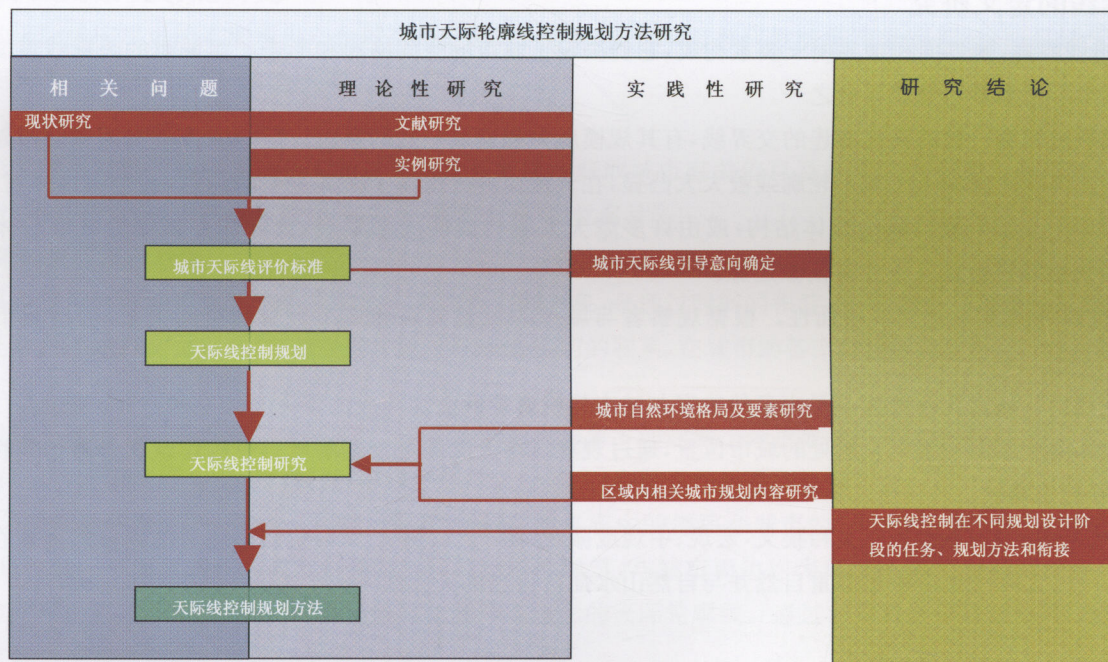 城市天际轮廓线控制规划方法研究
相关问题
理论性研究
实践性研究
研究结论
现状研究
文献研究
实例研究
城市天际线评价标准
城市天际线引导意向确定
天际线控制规划
城市自然环境格局及要素研究
天际线控制研究
区域内相关城市规划内容研究
天际线控制在不同规划设计阶
段的任务、规划方法和衔接
天际线控制规划方法